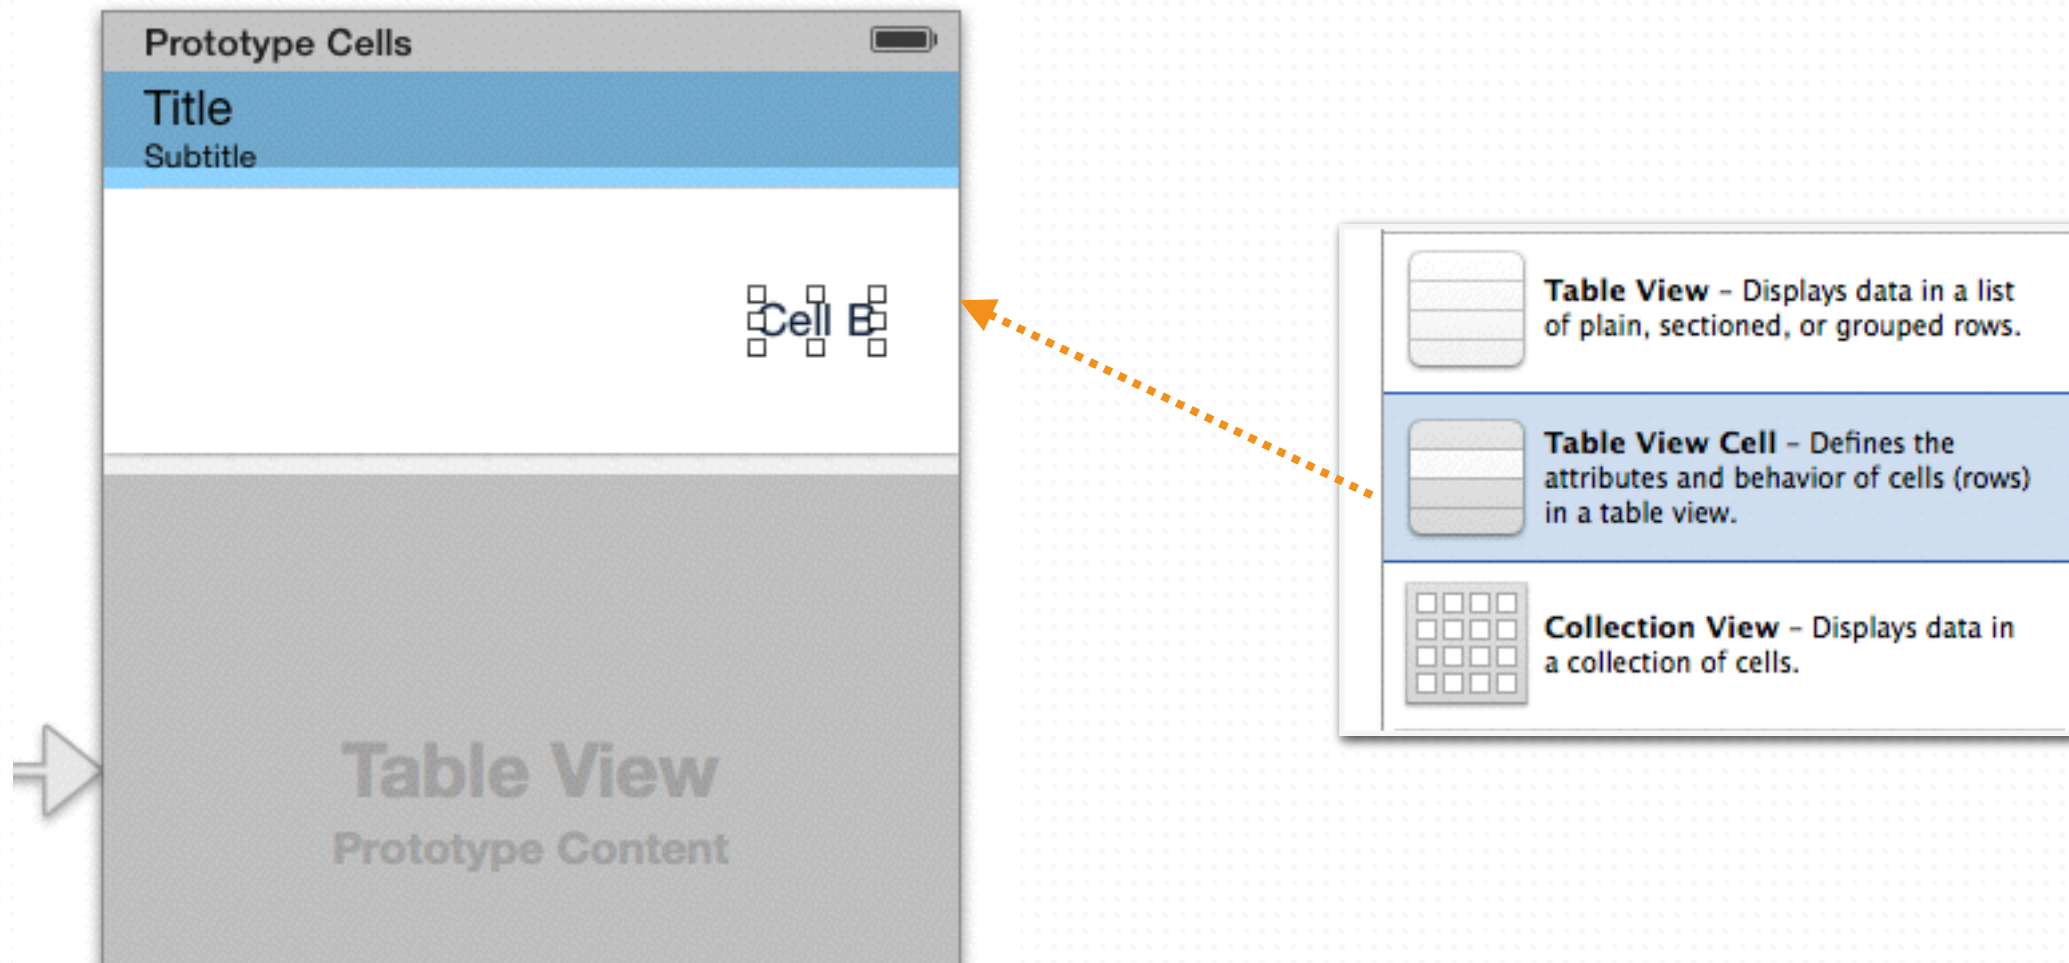 Prototype Cells
Title
Subtitle
Cell B
Table View
Prototype Content
Table View – Displays data in a list
of plain, sectioned, or grouped rows.
Table View Cell – Defines the
attributes and behavior of cells (rows)
in a table view.
Collection View – Displays data in
a collection of cells.